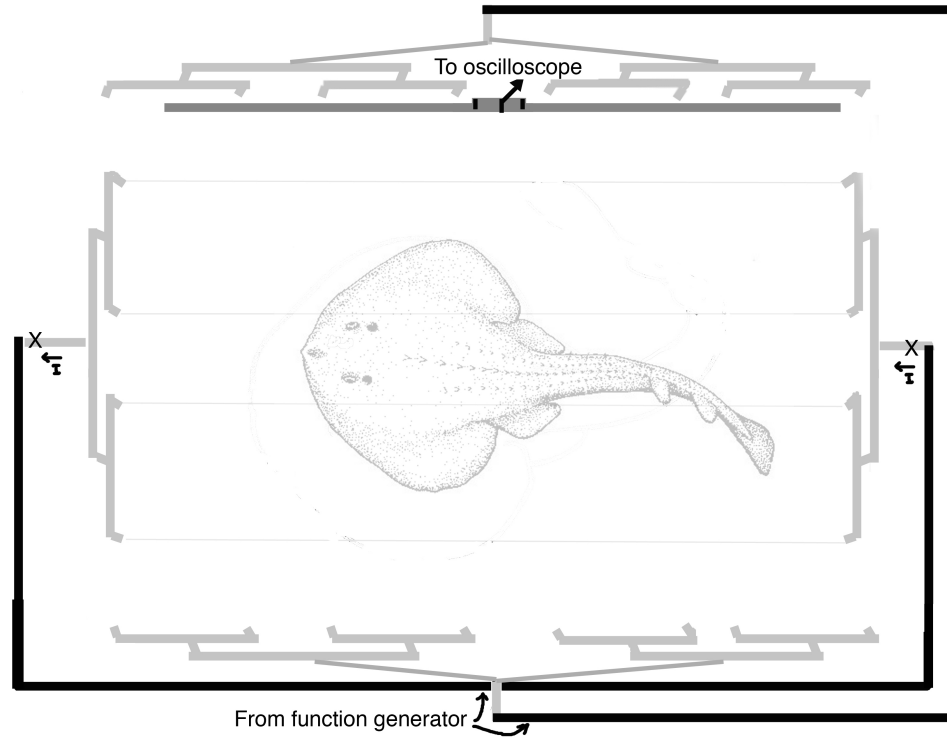 To oscilloscope
X
X
I
I
From function generator